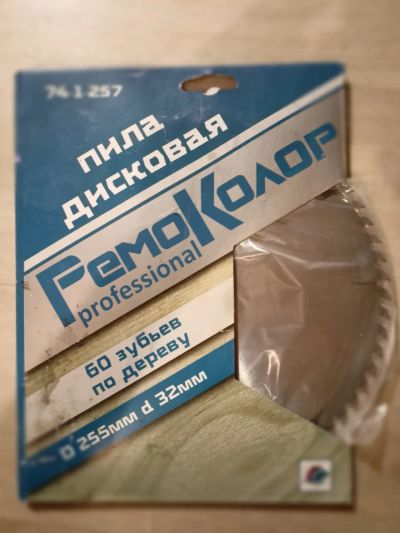 74-1-257
пила
дисковая
РемоКолор
professional
60 зубьев
по дереву
D 255мм d 32мм